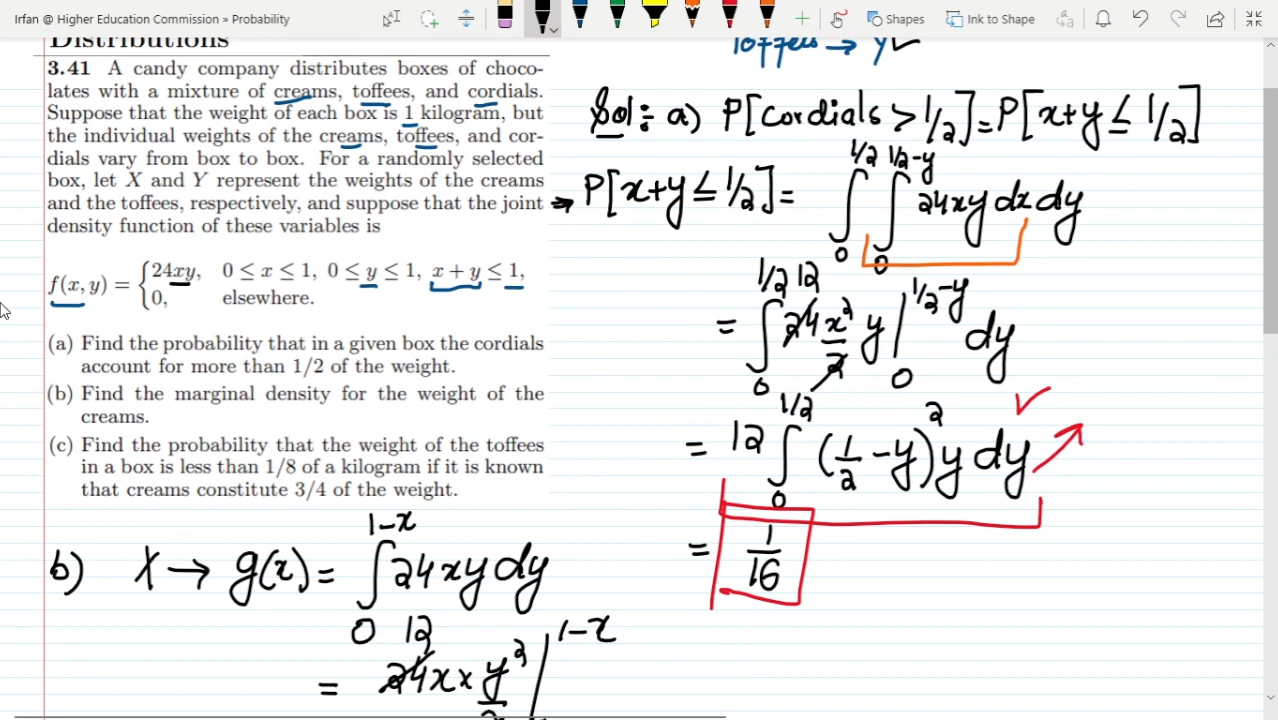 Irfan @ Higher Education Commission » Probability
Shapes
Ink to Shape
Distributions
3.41 A candy company distributes boxes of choco-
lates with a mixture of creams, toffees, and cordials.
Suppose that the weight of each box is 1 kilogram, but
the individual weights of the creams, toffees, and cor-
dials vary from box to box. For a randomly selected
box, let X and Y represent the weights of the creams
and the toffees, respectively, and suppose that the joint
density function of these variables is
f(x, y) = { 24xy, 0 ≤ x ≤ 1, 0 ≤ y ≤ 1, x + y ≤ 1,
0, elsewhere.
(a) Find the probability that in a given box the cordials
account for more than 1/2 of the weight.
(b) Find the marginal density for the weight of the
creams.
(c) Find the probability that the weight of the toffees
in a box is less than 1/8 of a kilogram if it is known
that creams constitute 3/4 of the weight.
b) X → g(x) = ∫₀^{1-x} 24xy dy
= 12 24x × y²/2 |^{1-x}
Toffees → y ✓
Sol: a) P[Cordials > 1/2] = P[x+y ≤ 1/2]
→ P[x+y ≤ 1/2] = ∫₀^{1/2} ∫₀^{1/2-y} 24xy dx dy
= ∫₀^{1/2} 12 24 x²/2 y |₀^{1/2-y} dy
= 12 ∫₀^{1/2} (1/2 - y)² y dy ✓
= 1/16